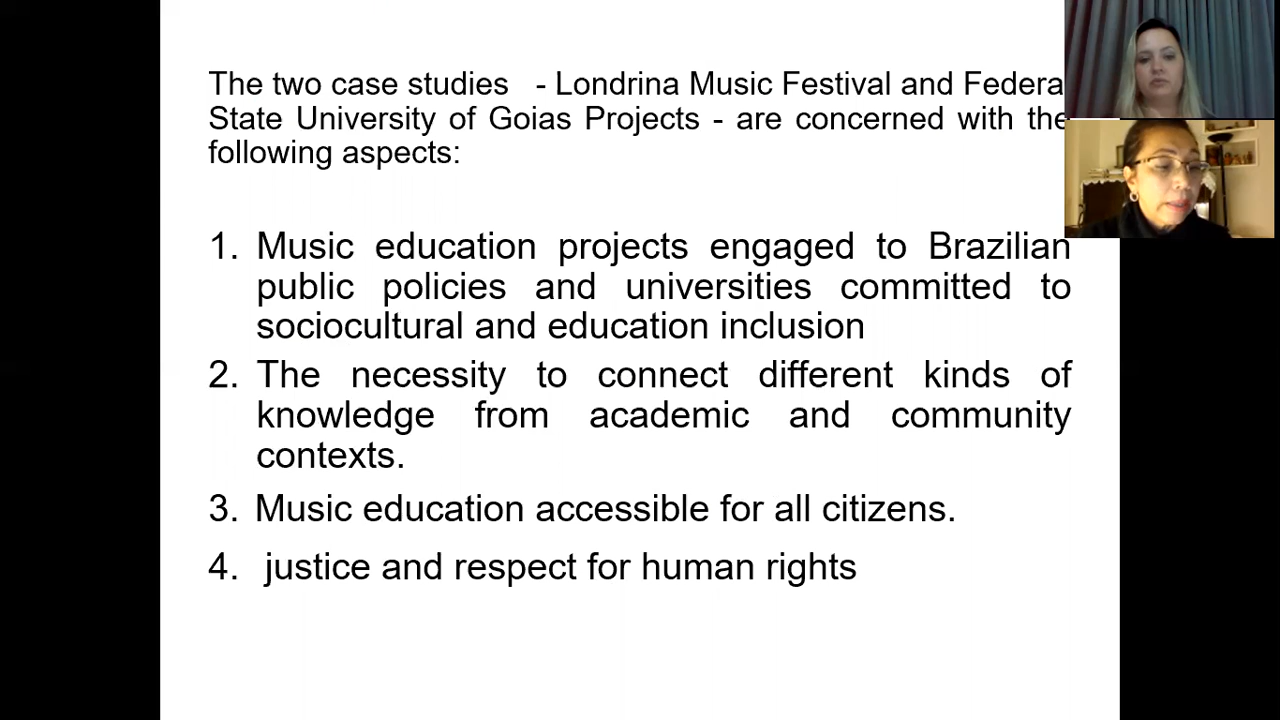 The two case studies - Londrina Music Festival and Federa
State University of Goias Projects - are concerned with the
following aspects:
1. Music education projects engaged to Brazilian
public policies and universities committed to
sociocultural and education inclusion
2. The necessity to connect different kinds of
knowledge from academic and community
contexts.
3. Music education accessible for all citizens.
4. justice and respect for human rights